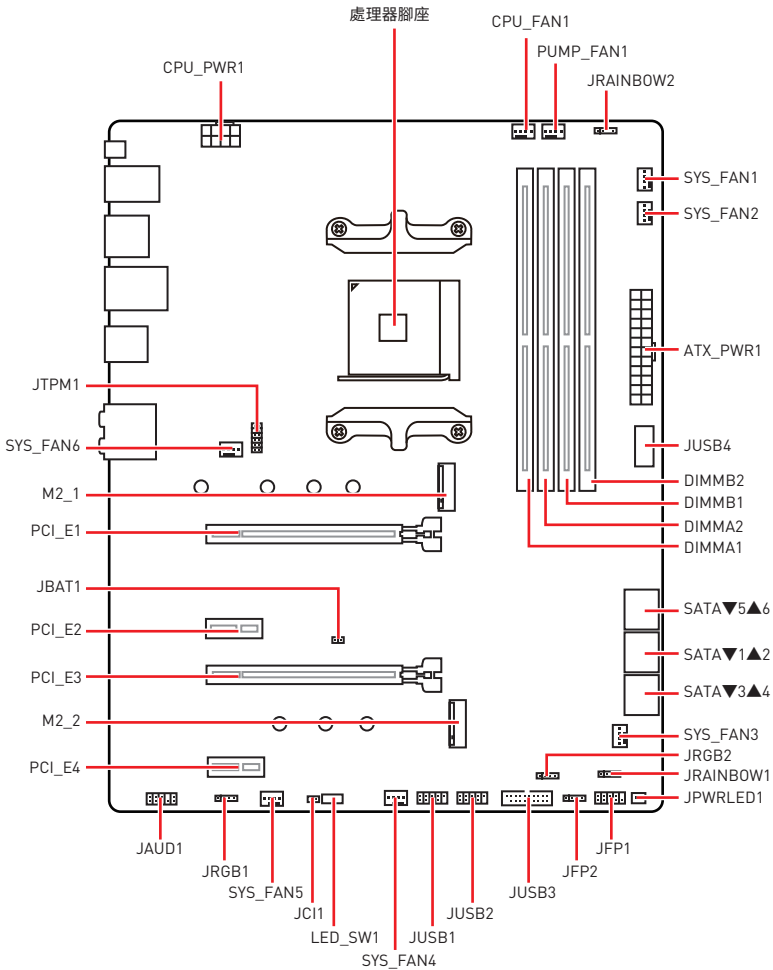 處理器腳座
CPU_FAN1
PUMP_FAN1
CPU_PWR1
JRAINBOW2
SYS_FAN1
SYS_FAN2
ATX_PWR1
JTPM1
SYS_FAN6
JUSB4
M2_1
DIMMB2
DIMMB1
PCI_E1
DIMMA2
DIMMA1
JBAT1
SATA▼5▲6
PCI_E2
SATA▼1▲2
PCI_E3
SATA▼3▲4
M2_2
SYS_FAN3
JRGB2
PCI_E4
JRAINBOW1
JPWRLED1
JAUD1
JFP1
JRGB1
JFP2
SYS_FAN5
JUSB3
JCI1
JUSB2
LED_SW1
JUSB1
SYS_FAN4